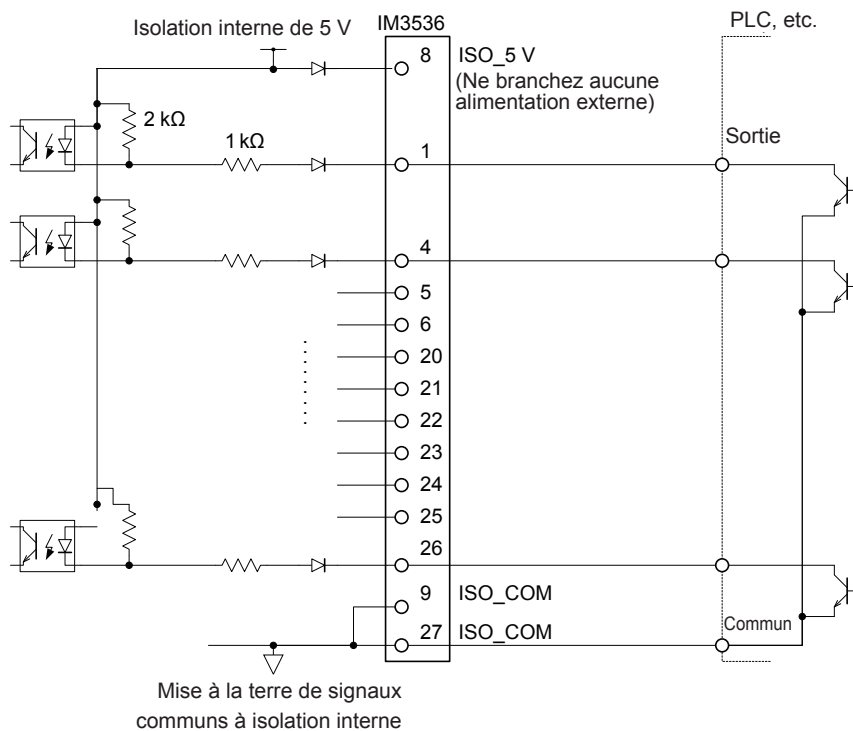 IM3536
PLC, etc.
Isolation interne de 5 V
8 ISO_5 V
(Ne branchez aucune
alimentation externe)
2 kΩ
Sortie
1 kΩ
1
4
5
6
20
21
22
23
24
25
26
9 ISO_COM
Commun
27 ISO_COM
Mise à la terre de signaux
communs à isolation interne